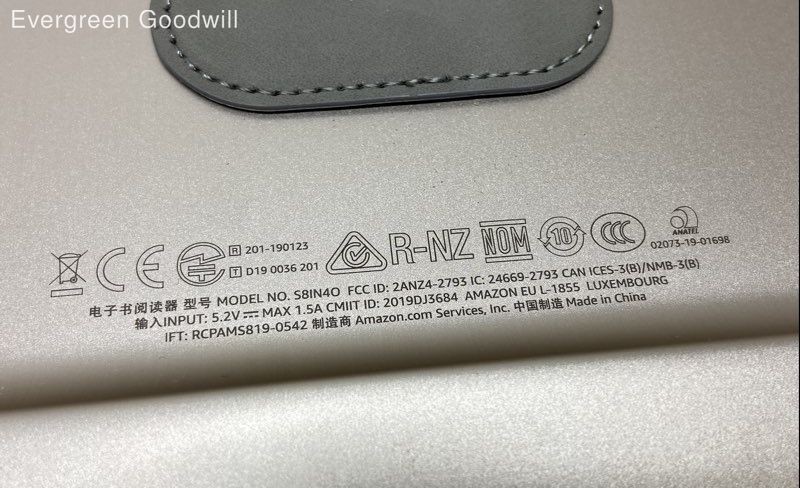 Evergreen Goodwill
R 201-190123
T D19 0036 201
R-NZ
NOM
10
CCC
ANATEL
02073-19-01698
电子书阅读器 型号 MODEL NO. S8IN4O FCC ID: 2ANZ4-2793 IC: 24669-2793 CAN ICES-3(B)/NMB-3(B)
输入INPUT: 5.2V⎓ MAX 1.5A CMIIT ID: 2019DJ3684 AMAZON EU L-1855 LUXEMBOURG
IFT: RCPAMS819-0542 制造商 Amazon.com Services, Inc. 中国制造 Made in China